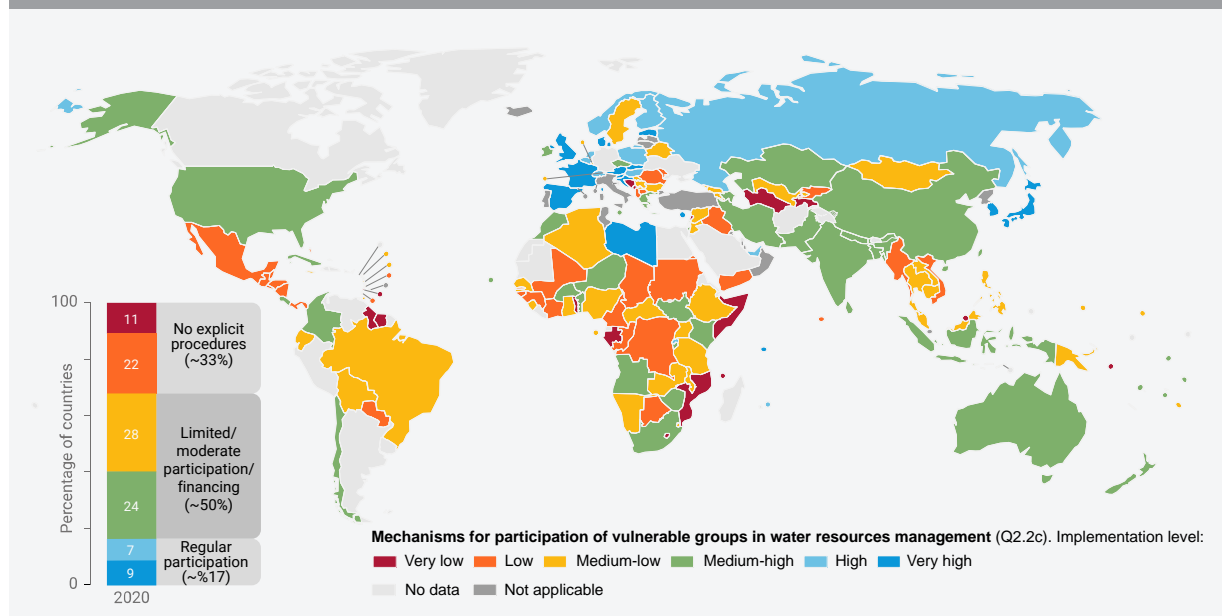 100
0
Percentage of countries
11
22
28
24
7
9
2020
No explicit
procedures
(~33%)
Limited/
moderate
participation/
financing
(~50%)
Regular
participation
(~%17)
Mechanisms for participation of vulnerable groups in water resources management (Q2.2c). Implementation level:
Very low Low Medium-low Medium-high High Very high
No data Not applicable